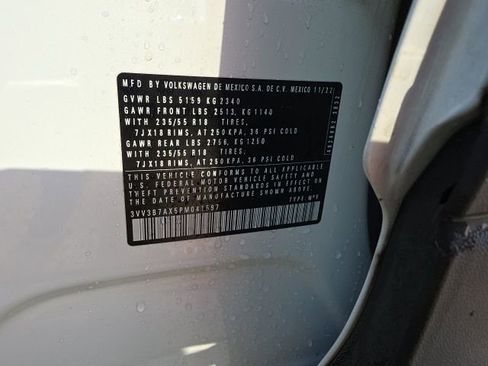 MFD BY VOLKSWAGEN DE MEXICO S.A. DE C.V. MEXICO 11/22
GVWR LBS 5159 KG 2340
GAWR FRONT LBS 2513, KG 1140
WITH 235/55 R18 TIRES,
7JX18 RIMS, AT 250 KPA, 36 PSI COLD
GAWR REAR LBS 2756, KG 1250
WITH 235/55 R18 TIRES,
7JX18 RIMS, AT 250 KPA, 36 PSI COLD
THIS VEHICLE CONFORMS TO ALL APPLICABLE
U.S. FEDERAL MOTOR VEHICLE SAFETY AND
THEFT PREVENTION STANDARDS IN EFFECT ON
THE DATE OF MANUFACTURE SHOWN ABOVE.
3VV3B7AX5PM041597
TYPE: MPV